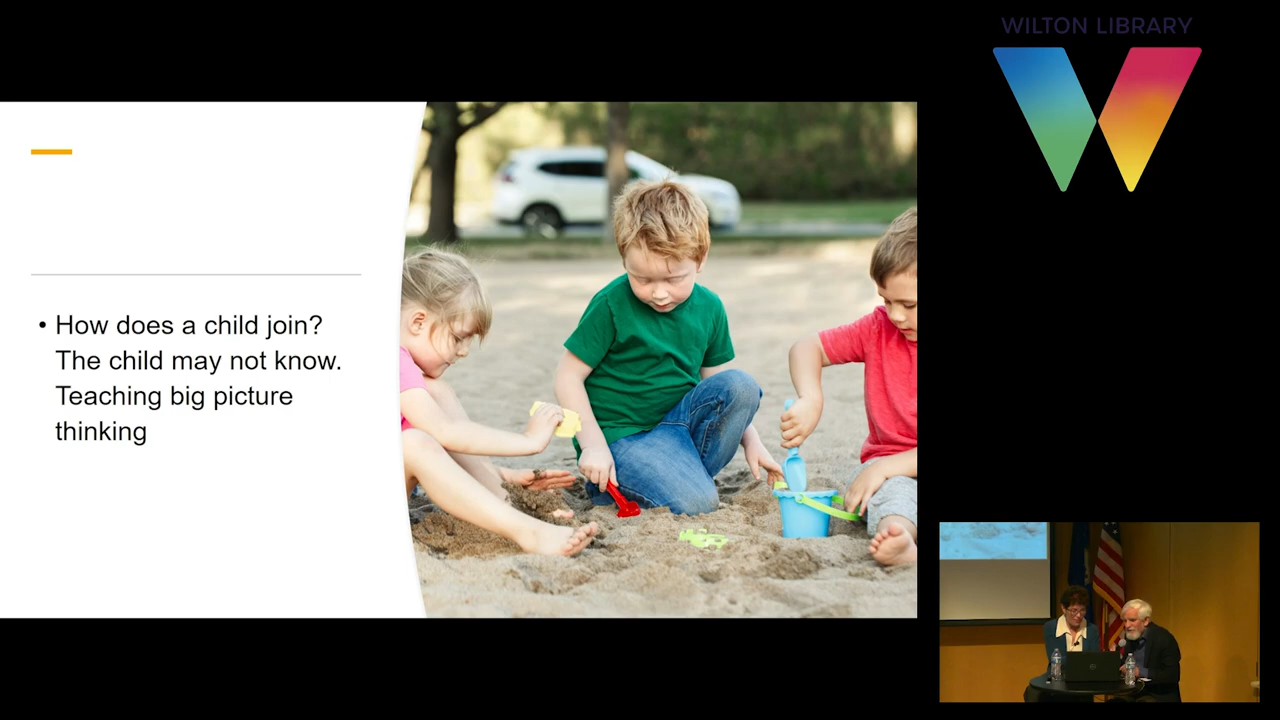 WILTON LIBRARY
• How does a child join?
The child may not know.
Teaching big picture
thinking